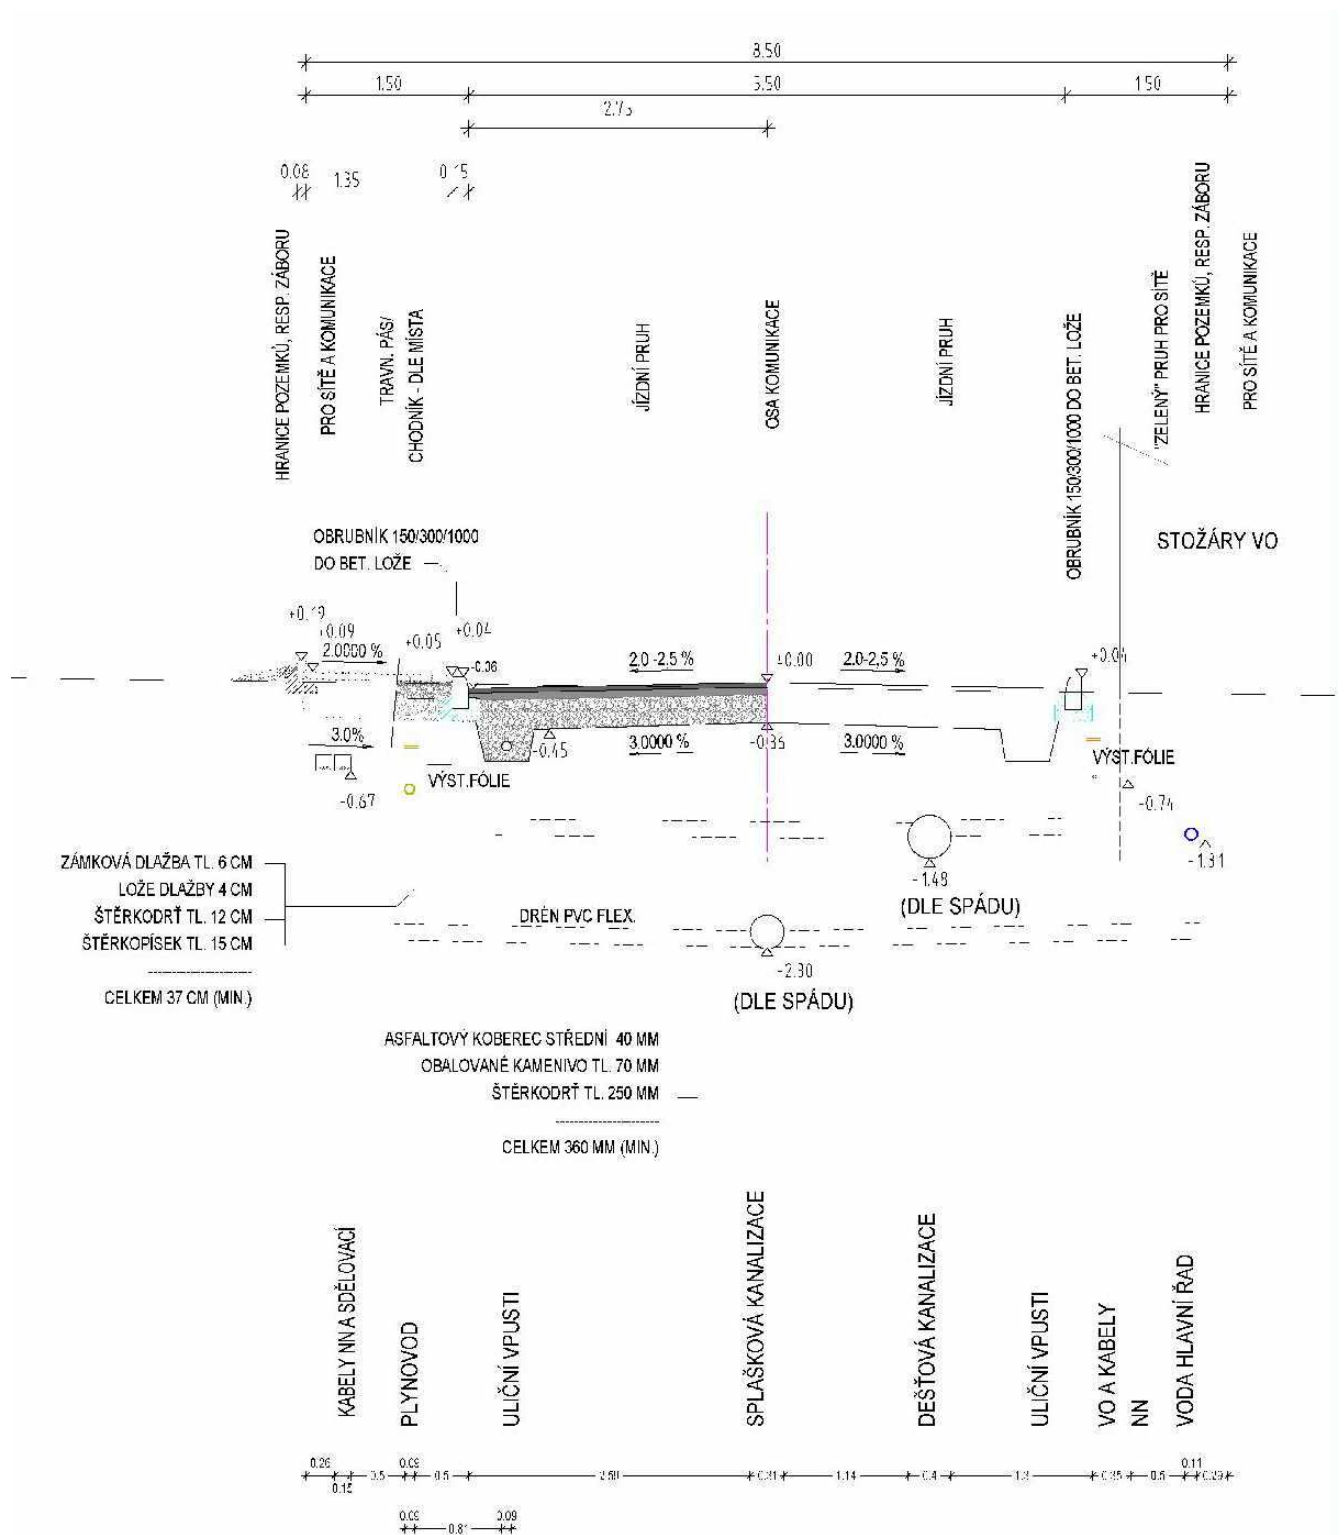 8.50
1.50
5.50
1.50
2.75
0.08
1.35
0.15
HRANICE POZEMKŮ, RESP. ZÁBORU
PRO SÍTĚ A KOMUNIKACE
TRAVN. PÁS/
CHODNÍK - DLE MÍSTA
JÍZDNÍ PRUH
OSA KOMUNIKACE
JÍZDNÍ PRUH
OBRUBNÍK 150/300/1000 DO BET. LOŽE
"ZELENÝ" PRUH PRO SÍTĚ
HRANICE POZEMKŮ, RESP. ZÁBORU
PRO SÍTĚ A KOMUNIKACE
OBRUBNÍK 150/300/1000
DO BET. LOŽE
STOŽÁRY VO
+0.09
+0.05
+0.04
2.0000 %
-0.06
2.0 -2.5 %
±0.00
2.0-2,5 %
3.0%
-0.45
3.0000 %
3.0000 %
VÝST.FÓLIE
VÝST.FÓLIE
-0.67
-0.74
-1.48
(DLE SPÁDU)
ZÁMKOVÁ DLAŽBA TL. 6 CM
LOŽE DLAŽBY 4 CM
ŠTĚRKODRŤ TL. 12 CM
ŠTĚRKOPÍSEK TL. 15 CM
CELKEM 37 CM (MIN.)
DRÉN PVC FLEX.
(DLE SPÁDU)
ASFALTOVÝ KOBEREC STŘEDNÍ 40 MM
OBALOVANÉ KAMENIVO TL. 70 MM
ŠTĚRKODRŤ TL. 250 MM
CELKEM 360 MM (MIN.)
KABELY NN A SDĚLOVACÍ
PLYNOVOD
ULIČNÍ VPUSTI
SPLAŠKOVÁ KANALIZACE
DEŠŤOVÁ KANALIZACE
ULIČNÍ VPUSTI
VO A KABELY
NN
VODA HLAVNÍ ŘAD
0.26
0.15
0.5
0.09
0.5
1.14
0.4
0.5
0.11
0.09
0.81
0.09